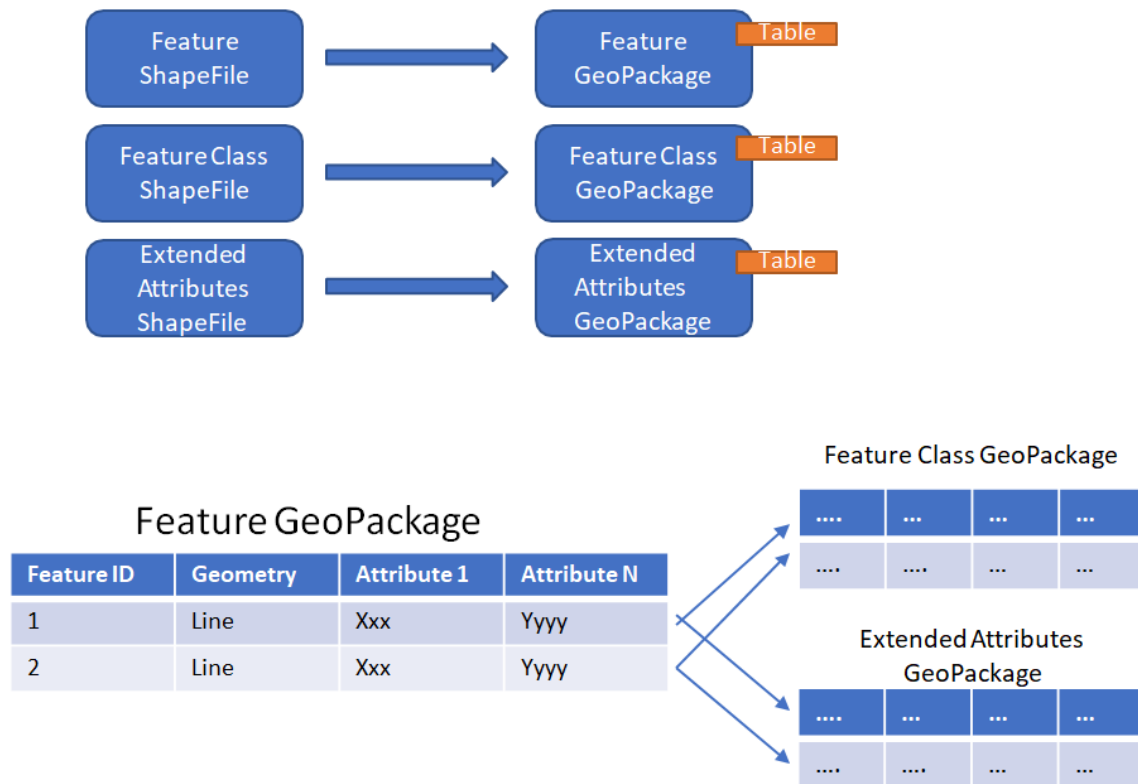 Feature
ShapeFile
Feature
GeoPackage
Table
Feature Class
ShapeFile
Feature Class
GeoPackage
Table
Extended
Attributes
ShapeFile
Extended
Attributes
GeoPackage
Table
Feature GeoPackage
Feature ID Geometry Attribute 1 Attribute N
1 Line Xxx Yyyy
2 Line Xxx Yyyy
Feature Class GeoPackage
.... ... ... ...
.... .... ... ...
Extended Attributes
GeoPackage
.... ... ... ...
.... .... ... ...